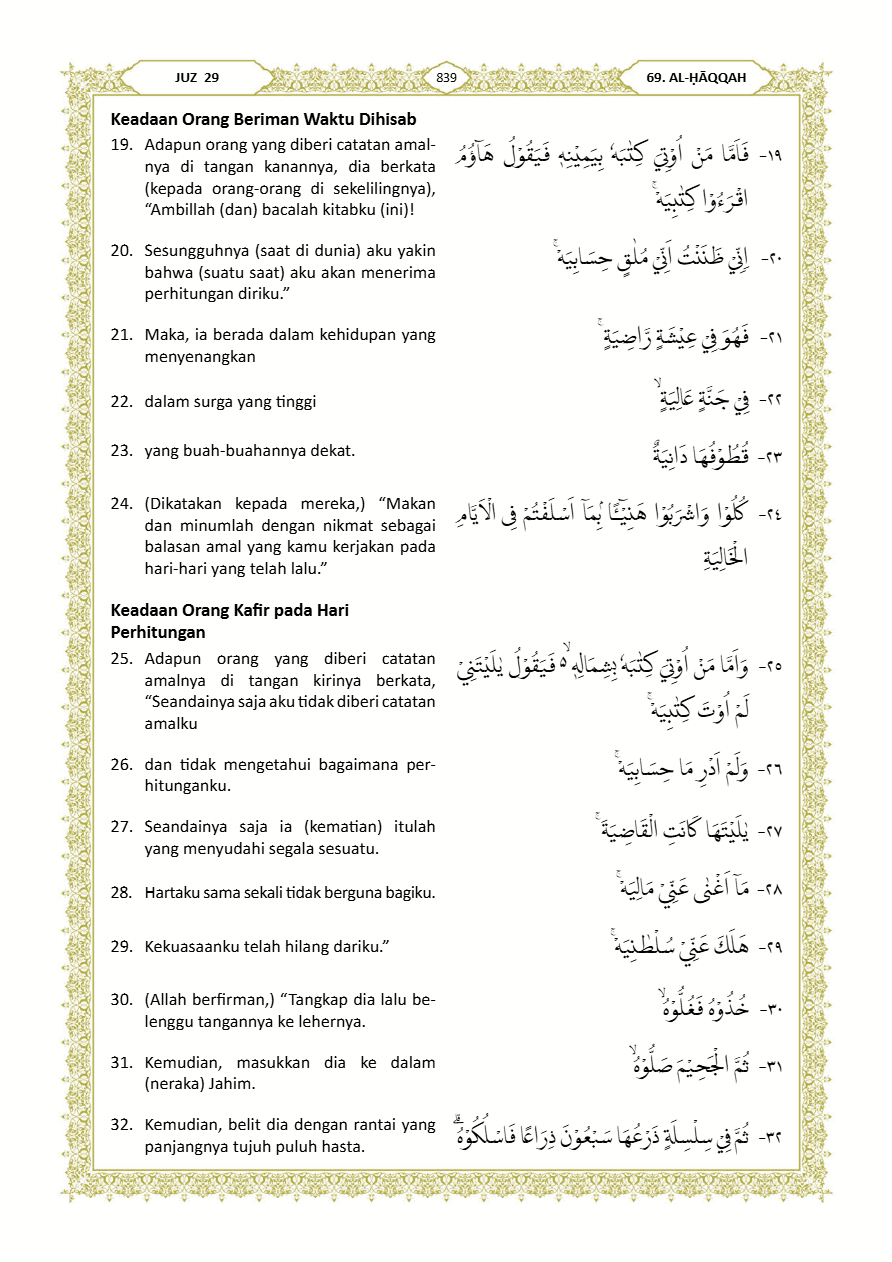 JUZ 29
839
69. AL-ḤĀQQAH
Keadaan Orang Beriman Waktu Dihisab
19. Adapun orang yang diberi catatan amal-
nya di tangan kanannya, dia berkata
(kepada orang-orang di sekelilingnya),
“Ambillah (dan) bacalah kitabku (ini)!
١٩- فَاَمَّا مَنْ اُوْتِيَ كِتٰبَهٗ بِيَمِيْنِهٖ فَيَقُوْلُ هَاۤؤُمُ
اقْرَءُوْا كِتٰبِيَهْۚ
20. Sesungguhnya (saat di dunia) aku yakin
bahwa (suatu saat) aku akan menerima
perhitungan diriku.”
٢٠- اِنِّيْ ظَنَنْتُ اَنِّيْ مُلٰقٍ حِسَابِيَهْۚ
21. Maka, ia berada dalam kehidupan yang
menyenangkan
٢١- فَهُوَ فِيْ عِيْشَةٍ رَّاضِيَةٍۚ
22. dalam surga yang tinggi
٢٢- فِيْ جَنَّةٍ عَالِيَةٍۙ
23. yang buah-buahannya dekat.
٢٣- قُطُوْفُهَا دَانِيَةٌ
24. (Dikatakan kepada mereka,) “Makan
dan minumlah dengan nikmat sebagai
balasan amal yang kamu kerjakan pada
hari-hari yang telah lalu.”
٢٤- كُلُوْا وَاشْرَبُوْا هَنِيْۤـًٔا ۢبِمَآ اَسْلَفْتُمْ فِى الْاَيَّامِ
الْخَالِيَةِ
Keadaan Orang Kafir pada Hari
Perhitungan
25. Adapun orang yang diberi catatan
amalnya di tangan kirinya berkata,
“Seandainya saja aku tidak diberi catatan
amalku
٢٥- وَاَمَّا مَنْ اُوْتِيَ كِتٰبَهٗ بِشِمَالِهٖۙ ەۙ فَيَقُوْلُ يٰلَيْتَنِيْ
لَمْ اُوْتَ كِتٰبِيَهْۚ
26. dan tidak mengetahui bagaimana per-
hitunganku.
٢٦- وَلَمْ اَدْرِ مَا حِسَابِيَهْۚ
27. Seandainya saja ia (kematian) itulah
yang menyudahi segala sesuatu.
٢٧- يٰلَيْتَهَا كَانَتِ الْقَاضِيَةَۚ
28. Hartaku sama sekali tidak berguna bagiku.
٢٨- مَآ اَغْنٰى عَنِّيْ مَالِيَهْۚ
29. Kekuasaanku telah hilang dariku.”
٢٩- هَلَكَ عَنِّيْ سُلْطٰنِيَهْۚ
30. (Allah berfirman,) “Tangkap dia lalu be-
lenggu tangannya ke lehernya.
٣٠- خُذُوْهُ فَغُلُّوْهُۙ
31. Kemudian, masukkan dia ke dalam
(neraka) Jahim.
٣١- ثُمَّ الْجَحِيْمَ صَلُّوْهُۙ
32. Kemudian, belit dia dengan rantai yang
panjangnya tujuh puluh hasta.
٣٢- ثُمَّ فِيْ سِلْسِلَةٍ ذَرْعُهَا سَبْعُوْنَ ذِرَاعًا فَاسْلُكُوْهُۗ